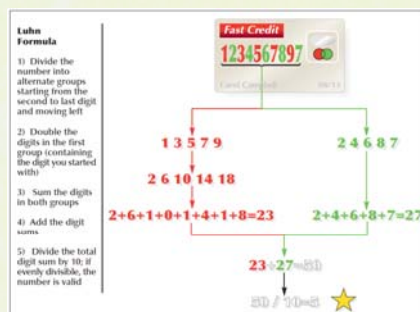 Luhn
Formula
1) Divide the
number into
alternate groups
starting from the
second to last digit
and moving left
2) Double the
digits in the first
group (containing
the digit you started
with)
3) Sum the digits
in both groups
4) Add the digit
sums
5) Divide the total
digit sum by 10; if
evenly divisible, the
number is valid
Fast Credit
1234567897
1 3 5 7 9
2 4 6 8 7
2 6 10 14 18
2+6+1+0+1+4+1+8=23
2+4+6+8+7=27
23+27=50
50 / 10=5